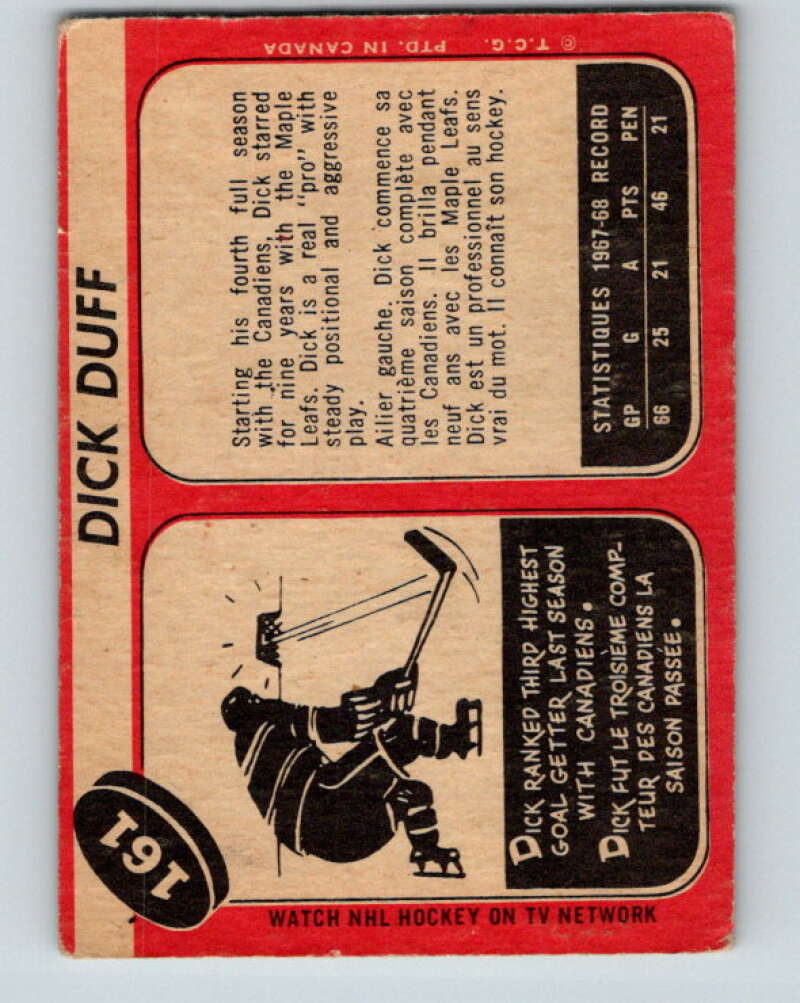 DICK DUFF
161
Starting his fourth full season
with the Canadiens, Dick starred
for nine years with the Maple
Leafs. Dick is a real "pro" with
steady positional and aggressive
play.
Ailier gauche. Dick commence sa
quatrième saison complète avec
les Canadiens. Il brilla pendant
neuf ans avec les Maple Leafs.
Dick est un professionnel au sens
vrai du mot. Il connaît son hockey.
STATISTIQUES 1967-68 RECORD
GP G A PTS PEN
66 25 21 46 21
DICK RANKED THIRD HIGHEST
GOAL GETTER LAST SEASON
WITH CANADIENS.
DICK FUT LE TROISIÈME COMP-
TEUR DES CANADIENS LA
SAISON PASSÉE.
WATCH NHL HOCKEY ON TV NETWORK
© T.C.G. PTD. IN CANADA